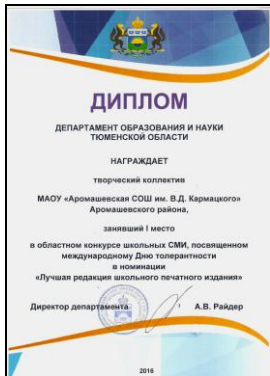 ДИПЛОМ
ДЕПАРТАМЕНТ ОБРАЗОВАНИЯ И НАУКИ
ТЮМЕНСКОЙ ОБЛАСТИ
НАГРАЖДАЕТ
творческий коллектив
МАОУ «Аромашевская СОШ им. В.Д. Кармацкого»
Аромашевского района,
занявший I место
в областном конкурсе школьных СМИ, посвященном
международному Дню толерантности
в номинации
«Лучшая редакция школьного печатного издания»
Директор департамента А.В. Райдер
2016